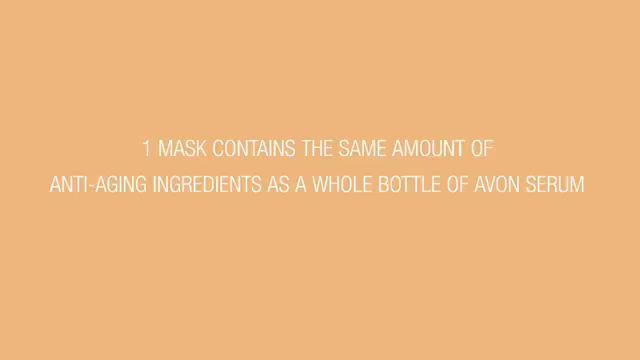 1 MASK CONTAINS THE SAME AMOUNT OF
ANTI-AGING INGREDIENTS AS A WHOLE BOTTLE OF AVON SERUM